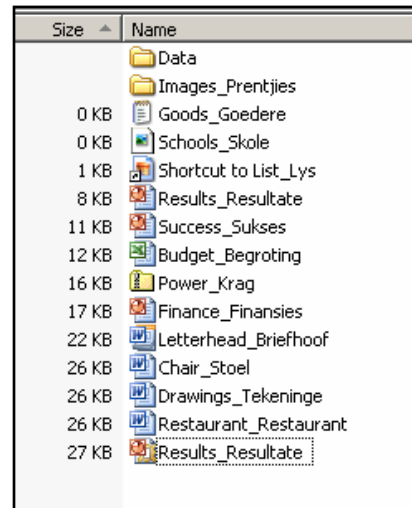 Size Name
Data
Images_Prentjies
0 KB Goods_Goedere
0 KB Schools_Skole
1 KB Shortcut to List_Lys
8 KB Results_Resultate
11 KB Success_Sukses
12 KB Budget_Begroting
16 KB Power_Krag
17 KB Finance_Finansies
22 KB Letterhead_Briefhoof
26 KB Chair_Stoel
26 KB Drawings_Tekeninge
26 KB Restaurant_Restaurant
27 KB Results_Resultate